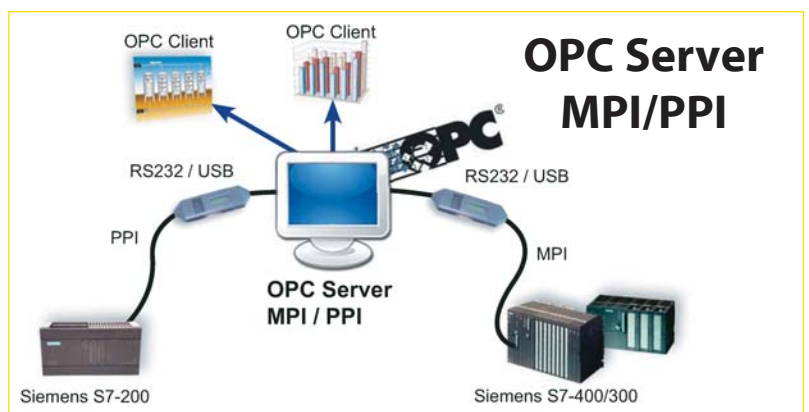 OPC Client
OPC Client
OPC Server
MPI/PPI
OPC®
RS232 / USB
RS232 / USB
PPI
MPI
OPC Server
MPI / PPI
Siemens S7-200
Siemens S7-400/300